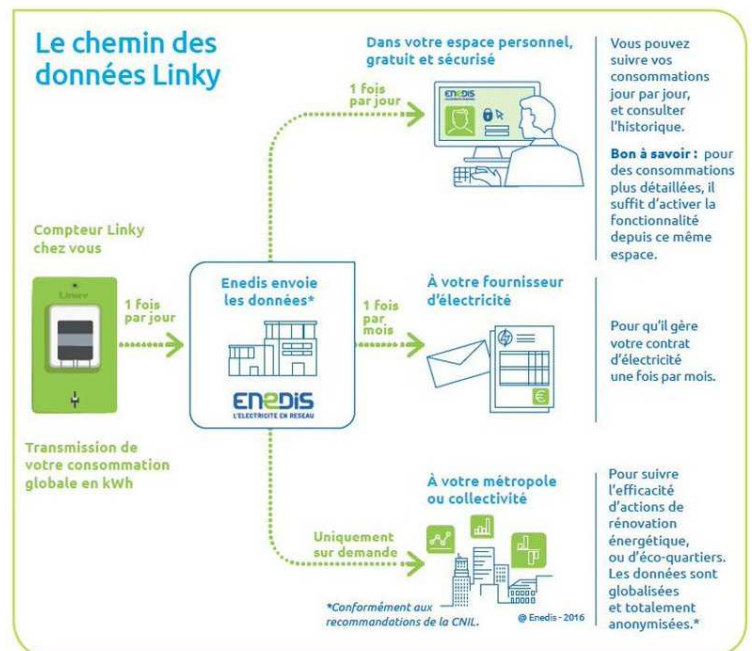 Le chemin des
données Linky
Compteur Linky
chez vous
Linky
Transmission de
votre consommation
globale en kWh
1 fois
par jour
Enedis envoie
les données*
ENEDIS
L'ELECTRICITE EN RESEAU
1 fois
par jour
Dans votre espace personnel,
gratuit et sécurisé
ENEDIS
Vous pouvez
suivre vos
consommations
jour par jour,
et consulter
l'historique.
Bon à savoir : pour
des consommations
plus détaillées, il
suffit d'activer la
fonctionnalité
depuis ce même
espace.
1 fois
par
mois
À votre fournisseur
d'électricité
€
Pour qu'il gère
votre contrat
d'électricité
une fois par mois.
Uniquement
sur demande
À votre métropole
ou collectivité
Pour suivre
l'efficacité
d'actions de
rénovation
énergétique,
ou d'éco-quartiers.
Les données sont
globalisées
et totalement
anonymisées.*
*Conformément aux
recommandations de la CNIL.
@ Enedis - 2016